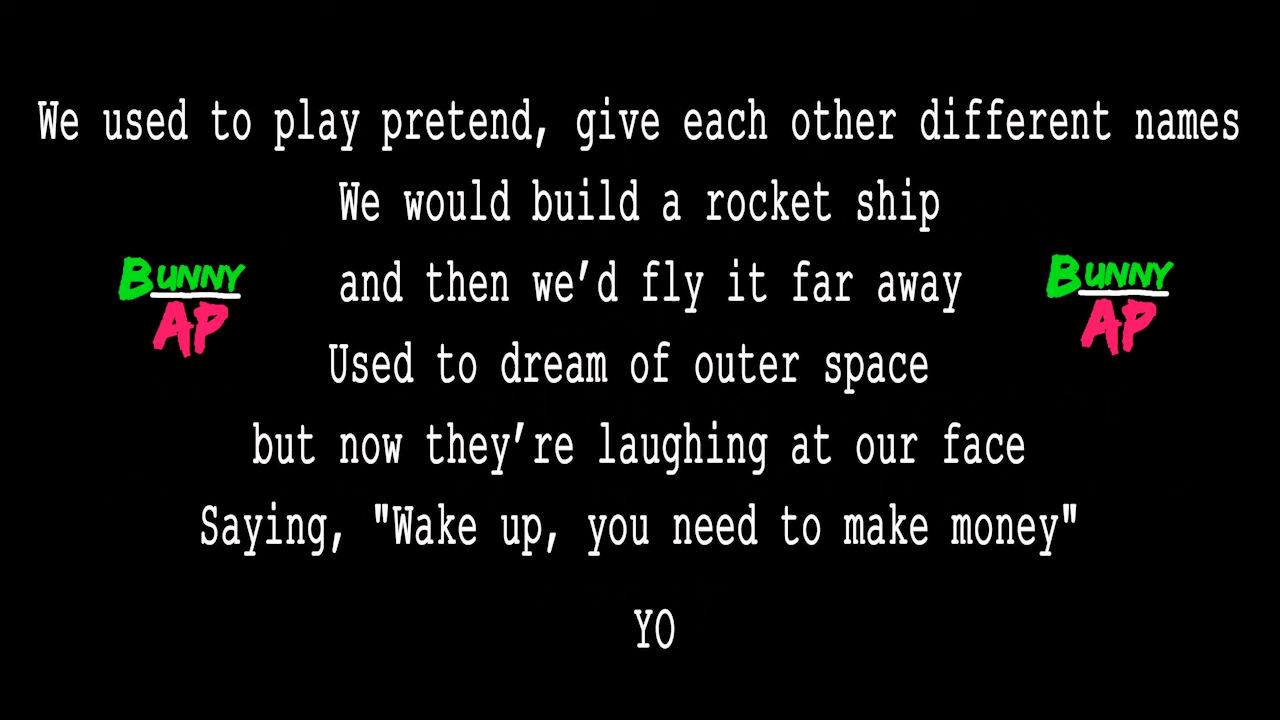 We used to play pretend, give each other different names
We would build a rocket ship
and then we’d fly it far away
Used to dream of outer space
but now they’re laughing at our face
Saying, "Wake up, you need to make money"
YO
BUNNY
AP
BUNNY
AP